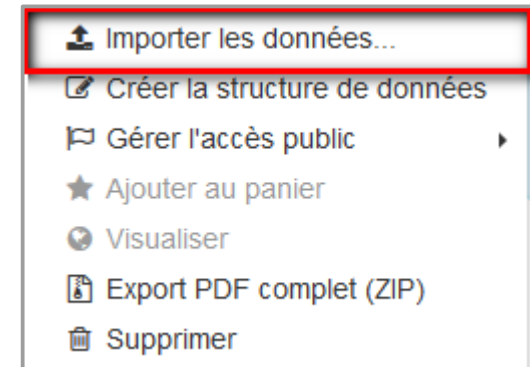 Importer les données...
Créer la structure de données
Gérer l'accès public
Ajouter au panier
Visualiser
Export PDF complet (ZIP)
Supprimer